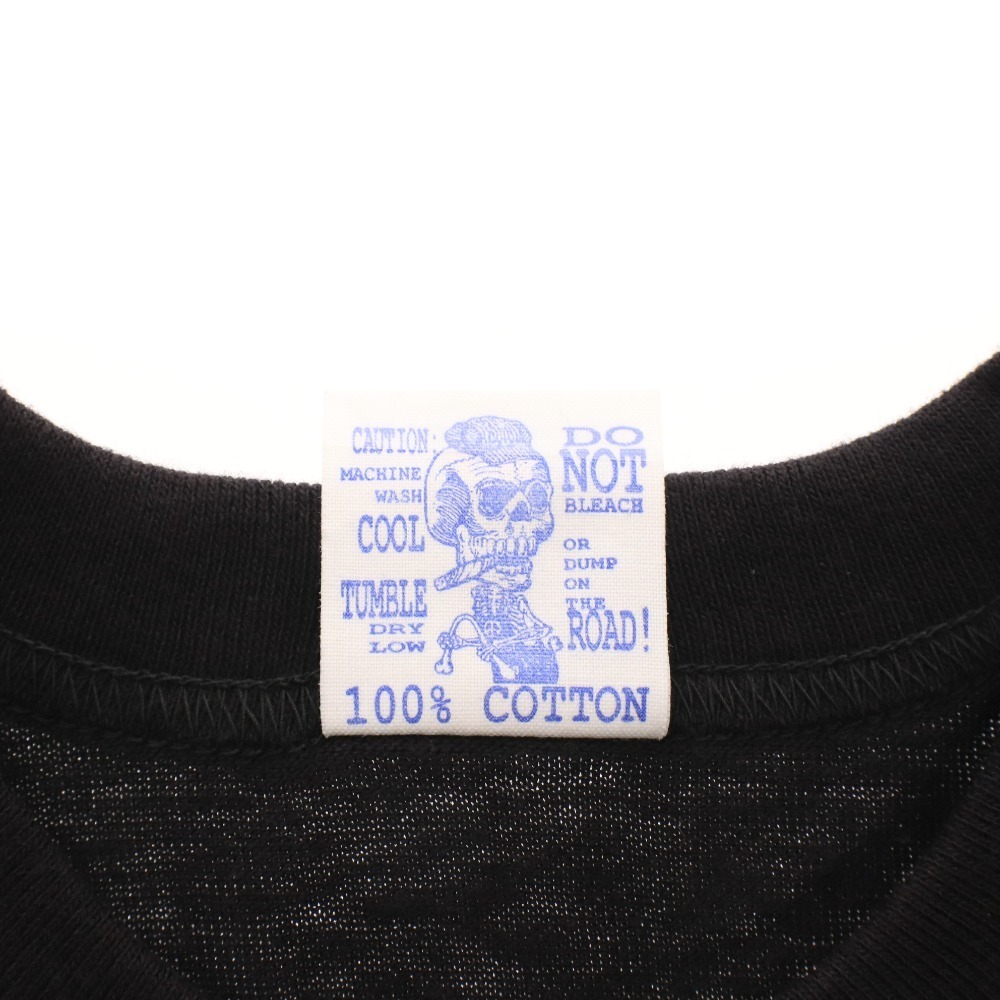 CAUTION:
MACHINE
WASH
COOL
TUMBLE
DRY
LOW
DO
NOT
BLEACH
OR
DUMP
ON
THE
ROAD!
100% COTTON